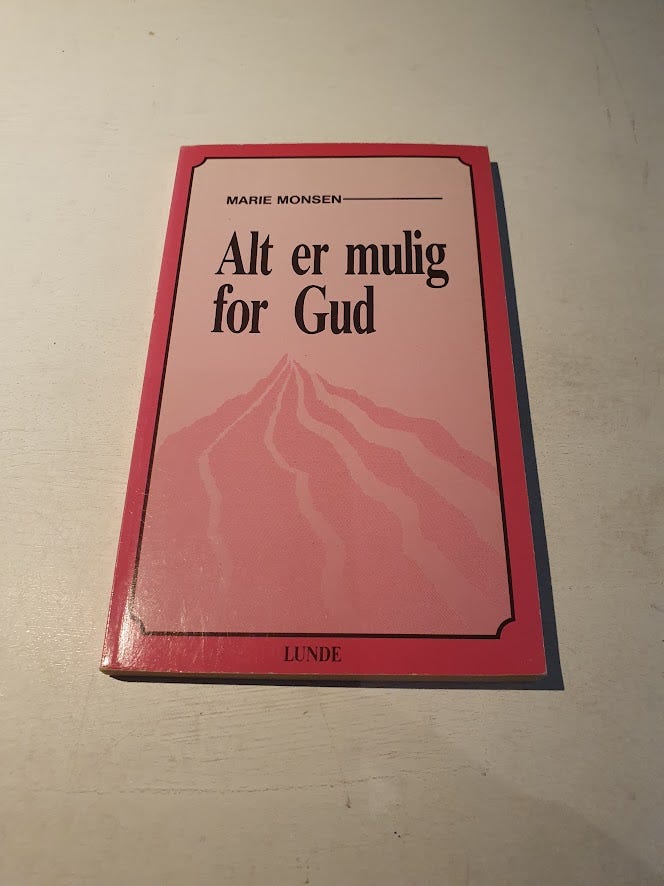 MARIE MONSEN
Alt er mulig
for Gud
LUNDE